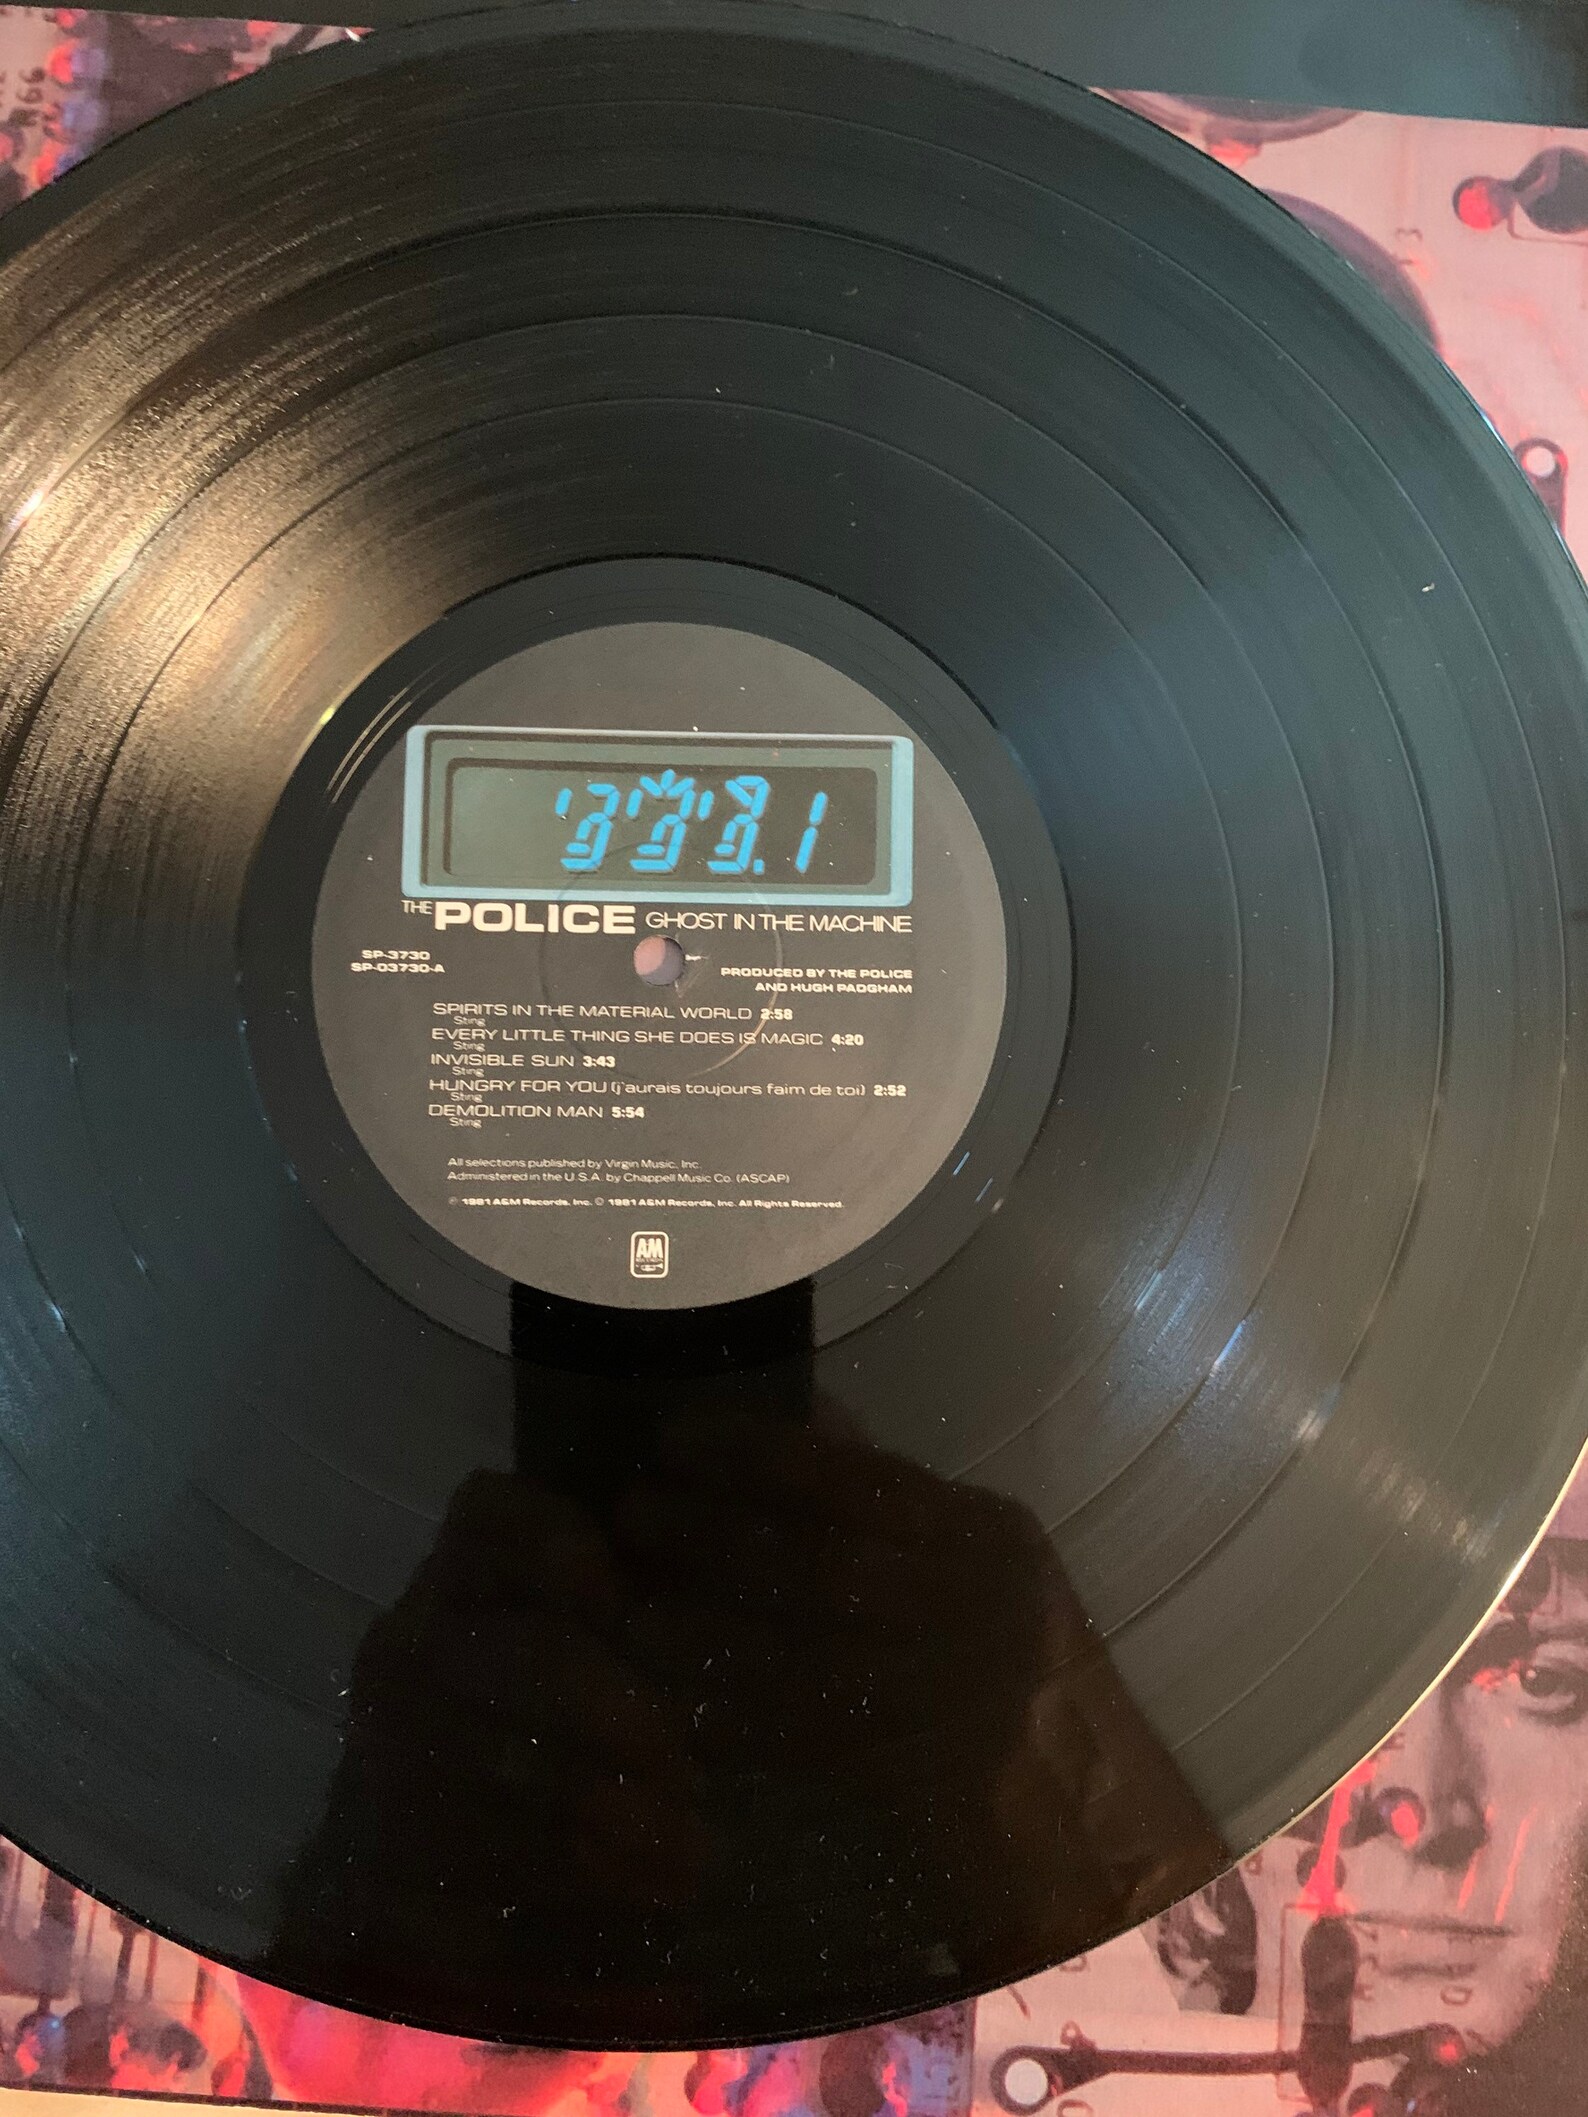 THE POLICE GHOST IN THE MACHINE
SP-3730
SP-03730-A
PRODUCED BY THE POLICE
AND HUGH PADGHAM
SPIRITS IN THE MATERIAL WORLD 2:58
Sting
EVERY LITTLE THING SHE DOES IS MAGIC 4:20
Sting
INVISIBLE SUN 3:43
Sting
HUNGRY FOR YOU (j'aurais toujours faim de toi) 2:52
Sting
DEMOLITION MAN 5:54
Sting
All selections published by Virgin Music, Inc.
Administered in the U.S.A. by Chappell Music Co. (ASCAP)
℗ 1981 A&M Records, Inc. © 1981 A&M Records, Inc. All Rights Reserved.
AM